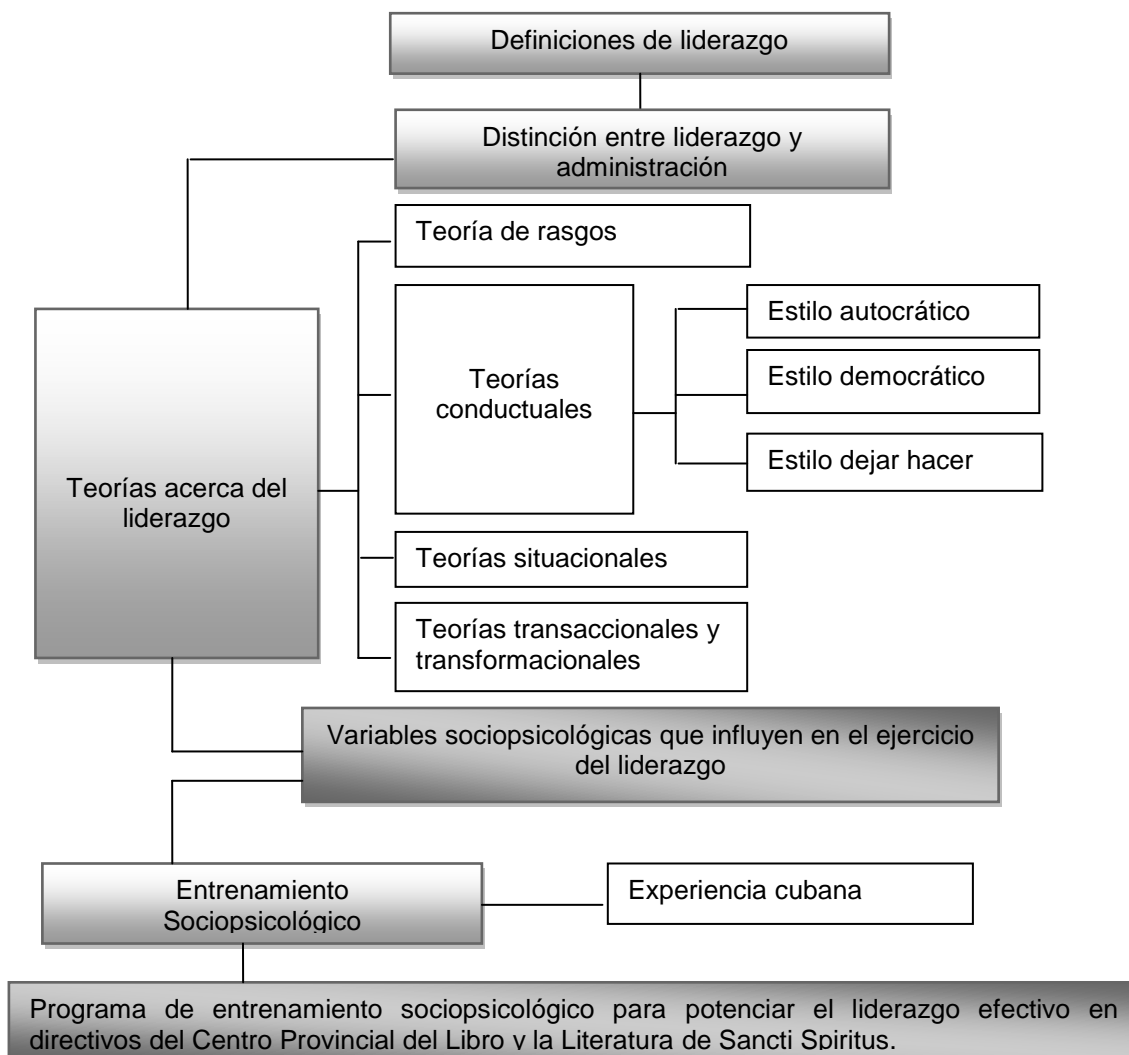 Definiciones de liderazgo
Distinción entre liderazgo y
administración
Teoría de rasgos
Teorías
conductuales
Estilo autocrático
Estilo democrático
Estilo dejar hacer
Teorías acerca del
liderazgo
Teorías situacionales
Teorías transaccionales y
transformacionales
Variables sociopsicológicas que influyen en el ejercicio
del liderazgo
Entrenamiento
Sociopsicológico
Experiencia cubana
Programa de entrenamiento sociopsicológico para potenciar el liderazgo efectivo en
directivos del Centro Provincial del Libro y la Literatura de Sancti Spiritus.